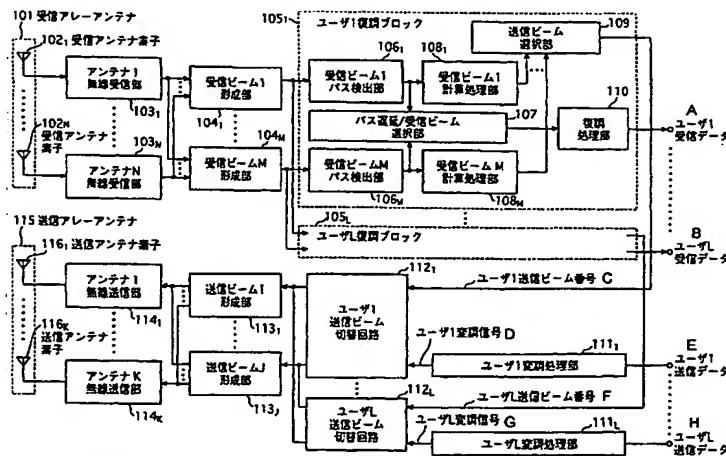 101 受信アレーアンテナ
102₁ 受信アンテナ素子
アンテナ1
無線受信部
103₁
102N
受信アンテナ
素子
103N
アンテナN
無線受信部
受信ビーム1
形成部
104₁
104M
受信ビームM
形成部
105₁
ユーザ1復調ブロック
106₁
受信ビーム1
パス検出部
108₁
受信ビーム1
計算処理部
109
送信ビーム
選択部
107
パス遅延/受信ビーム
選択部
受信ビームM
パス検出部
106M
受信ビーム M
計算処理部
108M
110
復調
処理部
A
ユーザ1
受信データ
105L
ユーザL復調ブロック
B
ユーザL
受信データ
115 送信アレーアンテナ
116₁ 送信アンテナ素子
アンテナ1
無線送信部
114₁
116K
送信アンテナ
素子
アンテナK
無線送信部
114K
送信ビーム1
形成部
113₁
送信ビームJ
形成部
113J
112₁
ユーザ1
送信ビーム
切替回路
112L
ユーザL
送信ビーム
切替回路
ユーザ1送信ビーム番号 C
ユーザ1変調信号 D
111₁
ユーザ1変調処理部
E
ユーザ1
送信データ
ユーザL送信ビーム番号 F
ユーザL変調信号 G
111L
ユーザL変調処理部
H
ユーザL
送信データ